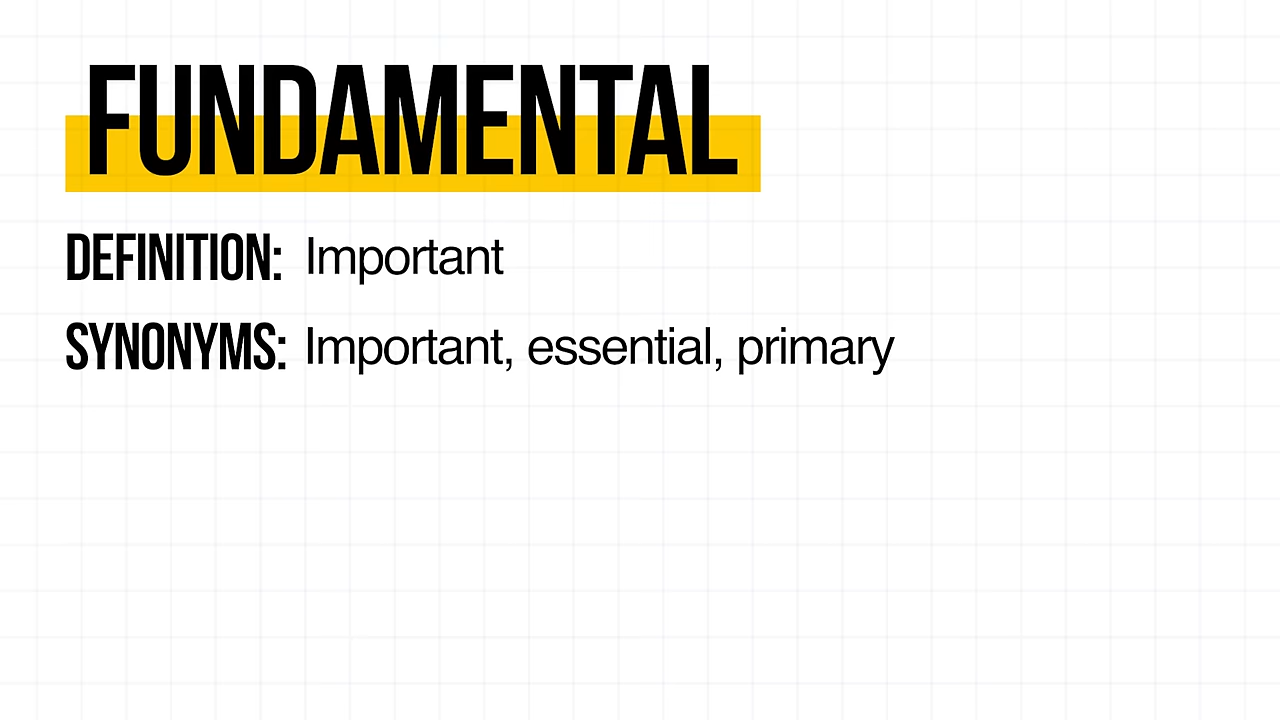 FUNDAMENTAL
DEFINITION: Important
SYNONYMS: Important, essential, primary